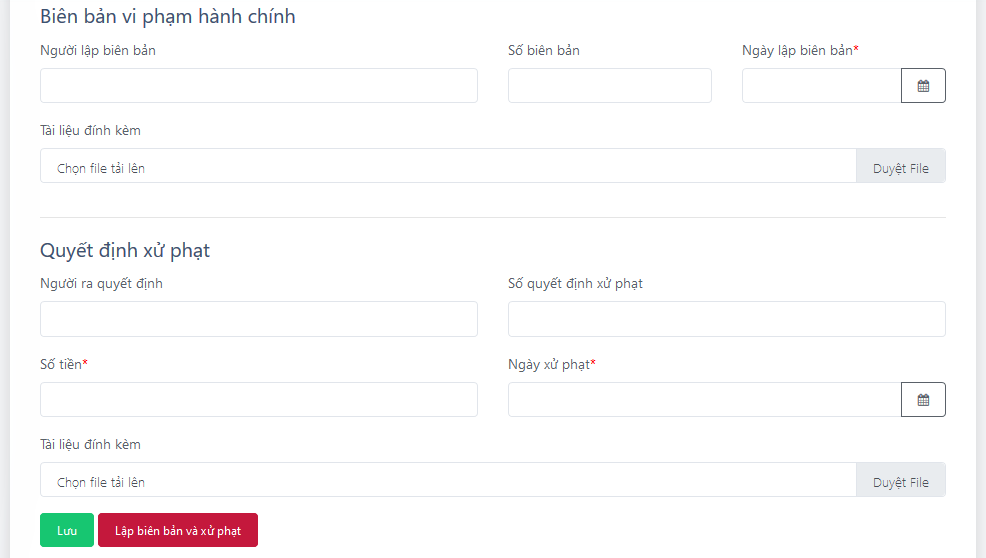 Biên bản vi phạm hành chính
Người lập biên bản
Số biên bản
Ngày lập biên bản*
Tài liệu đính kèm
Chọn file tải lên
Duyệt File
Quyết định xử phạt
Người ra quyết định
Số quyết định xử phạt
Số tiền*
Ngày xử phạt*
Tài liệu đính kèm
Chọn file tải lên
Duyệt File
Lưu
Lập biên bản và xử phạt